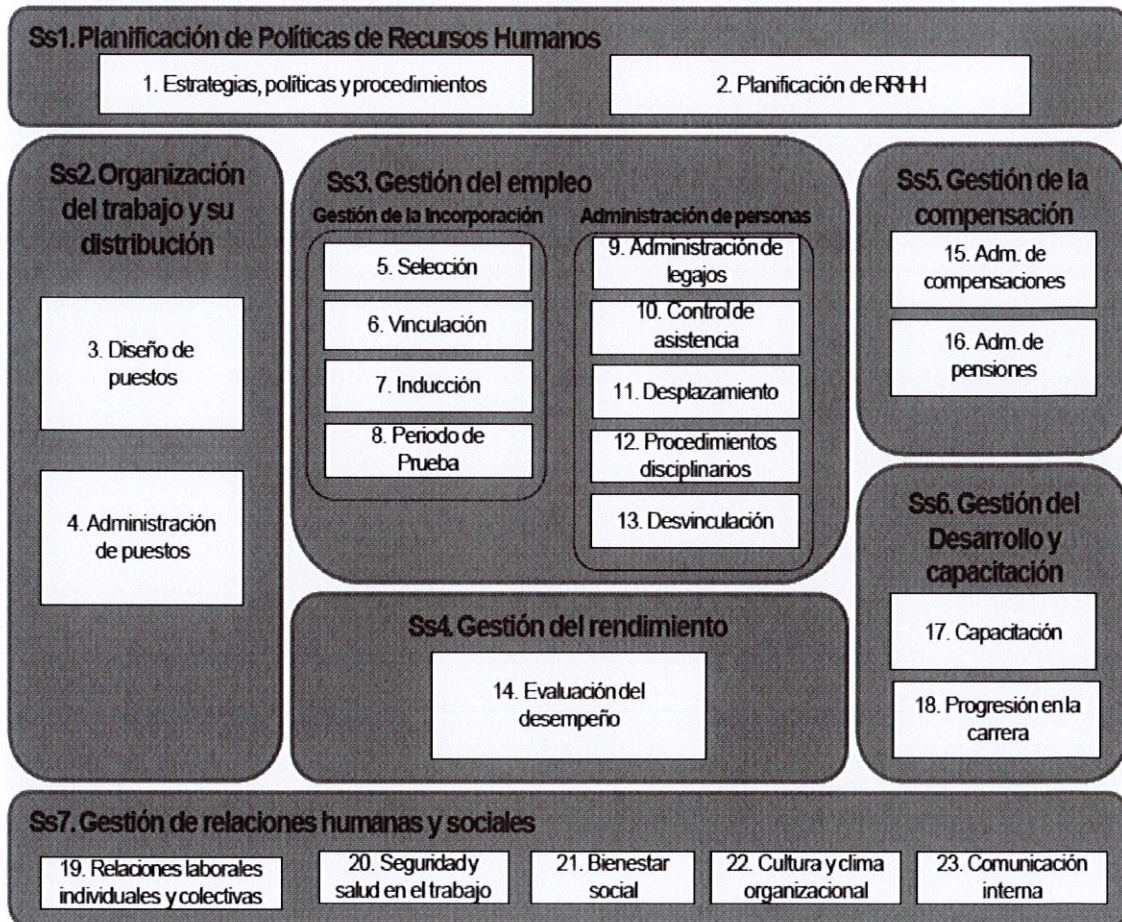 Ss1. Planificación de Políticas de Recursos Humanos
1. Estrategias, políticas y procedimientos
2. Planificación de RRHH
Ss2. Organización
del trabajo y su
distribución
3. Diseño de
puestos
4. Administración
de puestos
Ss3. Gestión del empleo
Gestión de la Incorporación
5. Selección
6. Vinculación
7. Inducción
8. Periodo de
Prueba
Administración de personas
9. Administración de
legajos
10. Control de
asistencia
11. Desplazamiento
12. Procedimientos
disciplinarios
13. Desvinculación
Ss4. Gestión del rendimiento
14. Evaluación del
desempeño
Ss5. Gestión de la
compensación
15. Adm. de
compensaciones
16. Adm. de
pensiones
Ss6. Gestión del
Desarrollo y
capacitación
17. Capacitación
18. Progresión en la
carrera
Ss7. Gestión de relaciones humanas y sociales
19. Relaciones laborales
individuales y colectivas
20. Seguridad y
salud en el trabajo
21. Bienestar
social
22. Cultura y clima
organizacional
23. Comunicación
interna